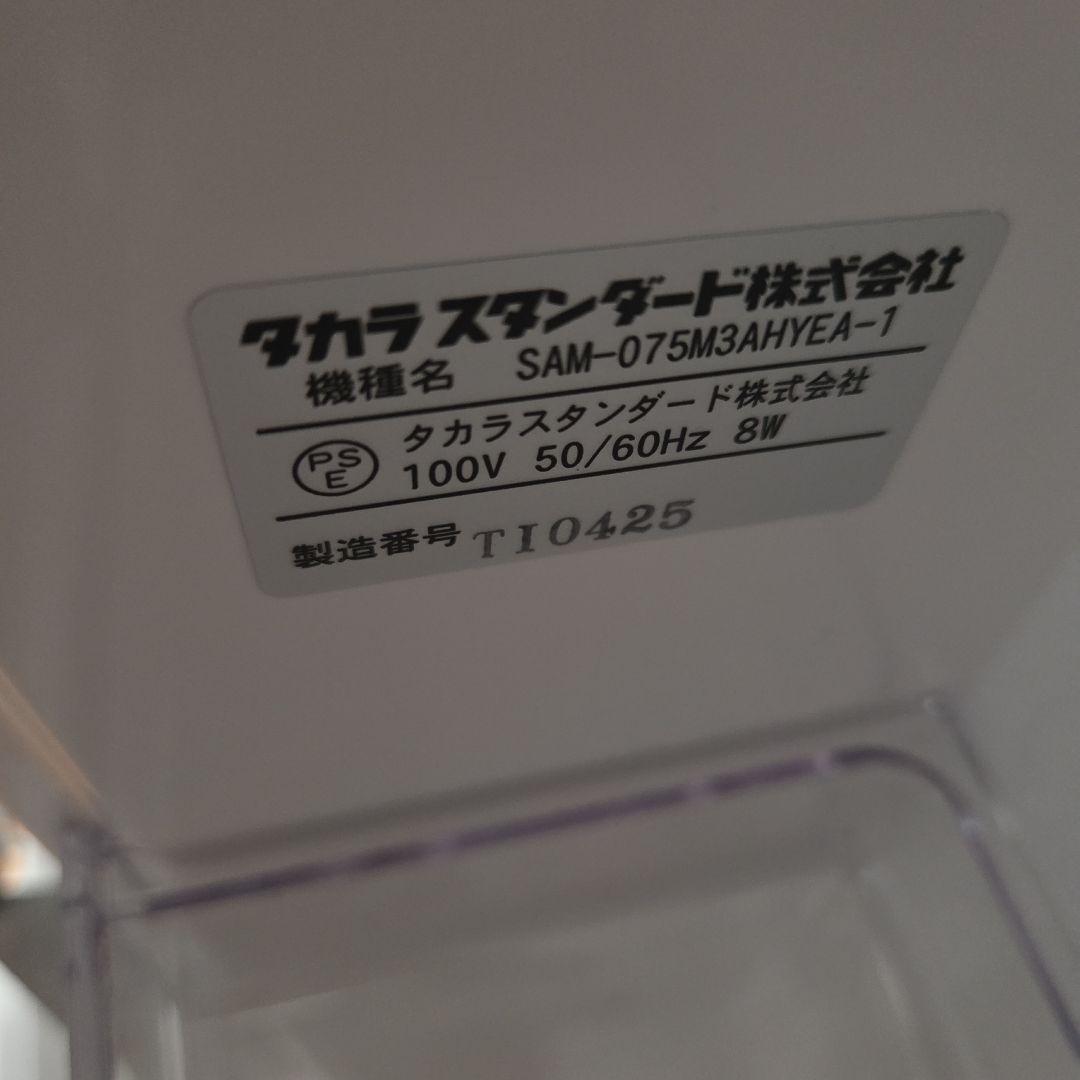 タカラスタンダード株式会社
機種名 SAM-075M3AHYEA-1
PSE
タカラスタンダード株式会社
100V 50/60Hz 8W
製造番号 TI0425